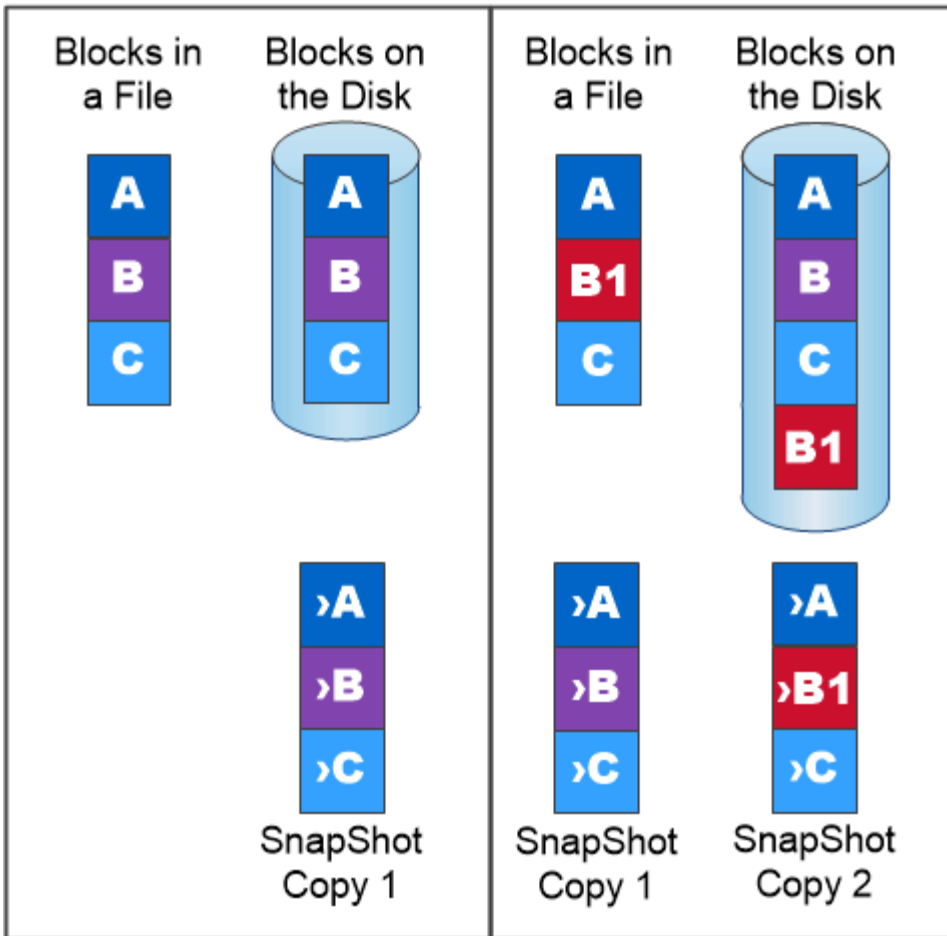 Blocks in
a File
Blocks on
the Disk
A
B
C
A
B
C
›A
›B
›C
SnapShot
Copy 1
Blocks in
a File
Blocks on
the Disk
A
B1
C
A
B
C
B1
›A
›B
›C
SnapShot
Copy 1
›A
›B1
›C
SnapShot
Copy 2